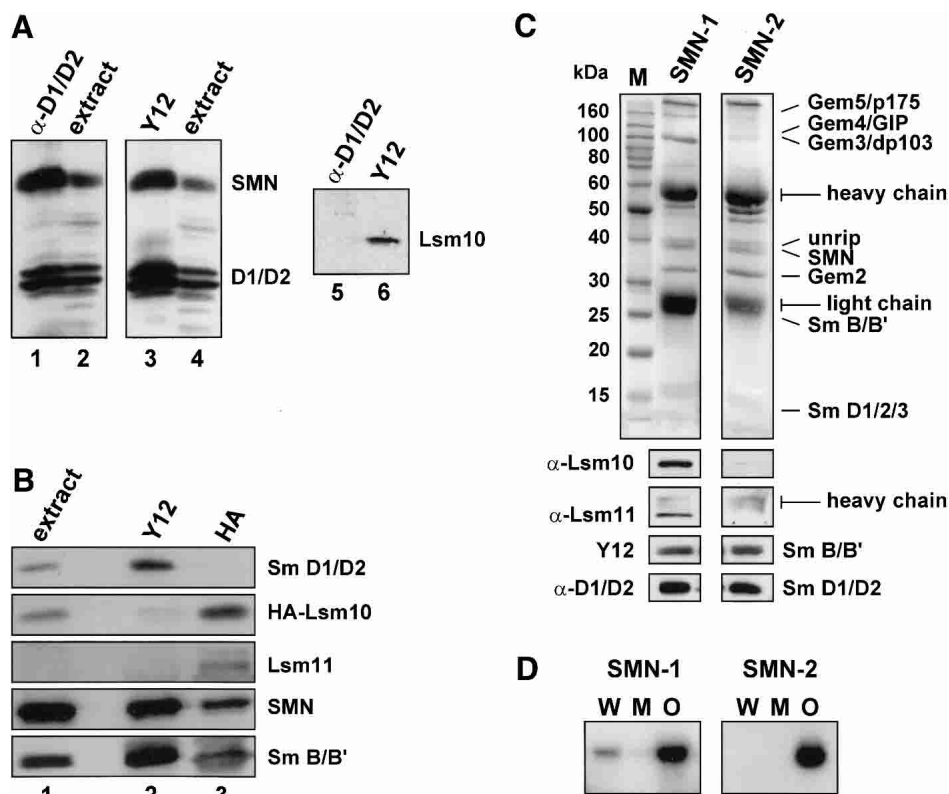 A
α-D1/D2
extract
Y12
extract
SMN
D1/D2
1 2 3 4
α-D1/D2
Y12
Lsm10
5 6
B
extract
Y12
HA
Sm D1/D2
HA-Lsm10
Lsm11
SMN
Sm B/B'
1 2 3
C
kDa
M
SMN-1
SMN-2
160
100
80
60
50
40
30
25
20
15
Gem5/p175
Gem4/GIP
Gem3/dp103
heavy chain
unrip
SMN
Gem2
light chain
Sm B/B'
Sm D1/2/3
α-Lsm10
α-Lsm11
heavy chain
Y12
Sm B/B'
α-D1/D2
Sm D1/D2
D
SMN-1 SMN-2
W M O W M O